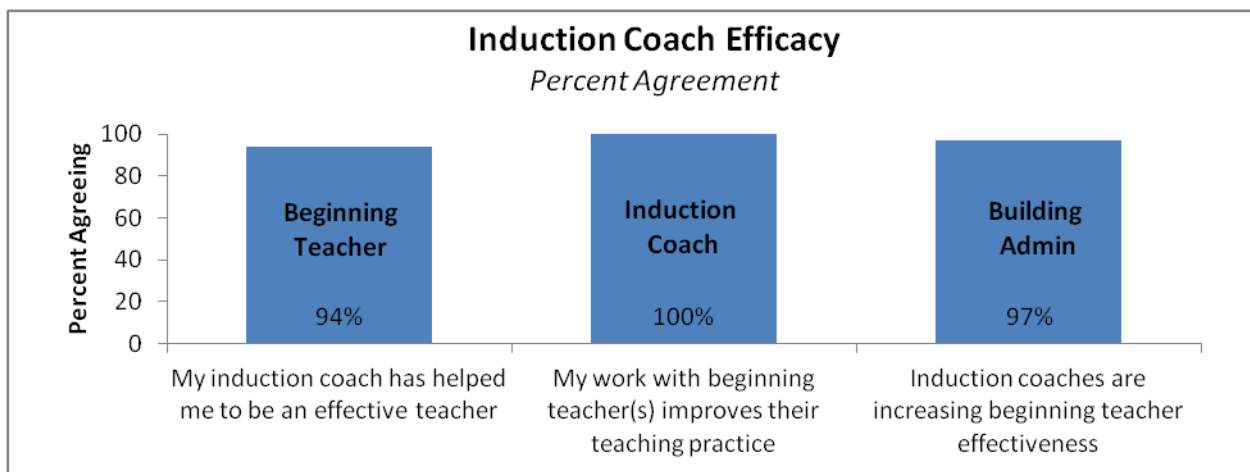 Induction Coach Efficacy
Percent Agreement
Percent Agreeing
100
80
60
40
20
0
Beginning
Teacher
94%
Induction
Coach
100%
Building
Admin
97%
My induction coach has helped
me to be an effective teacher
My work with beginning
teacher(s) improves their
teaching practice
Induction coaches are
increasing beginning teacher
effectiveness